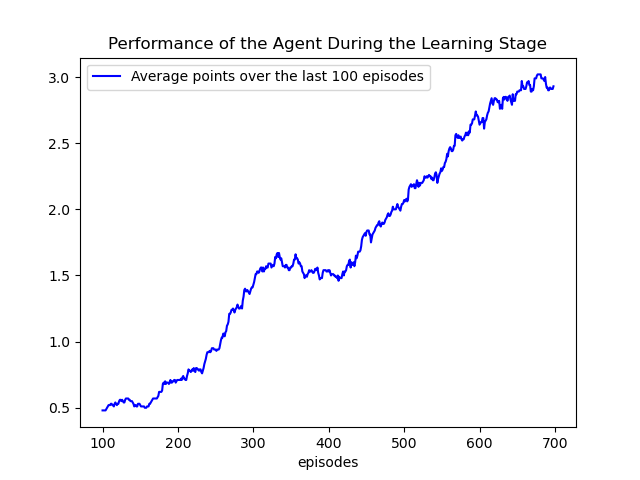 Performance of the Agent During the Learning Stage
Average points over the last 100 episodes
3.0
2.5
2.0
1.5
1.0
0.5
100 200 300 400 500 600 700
episodes